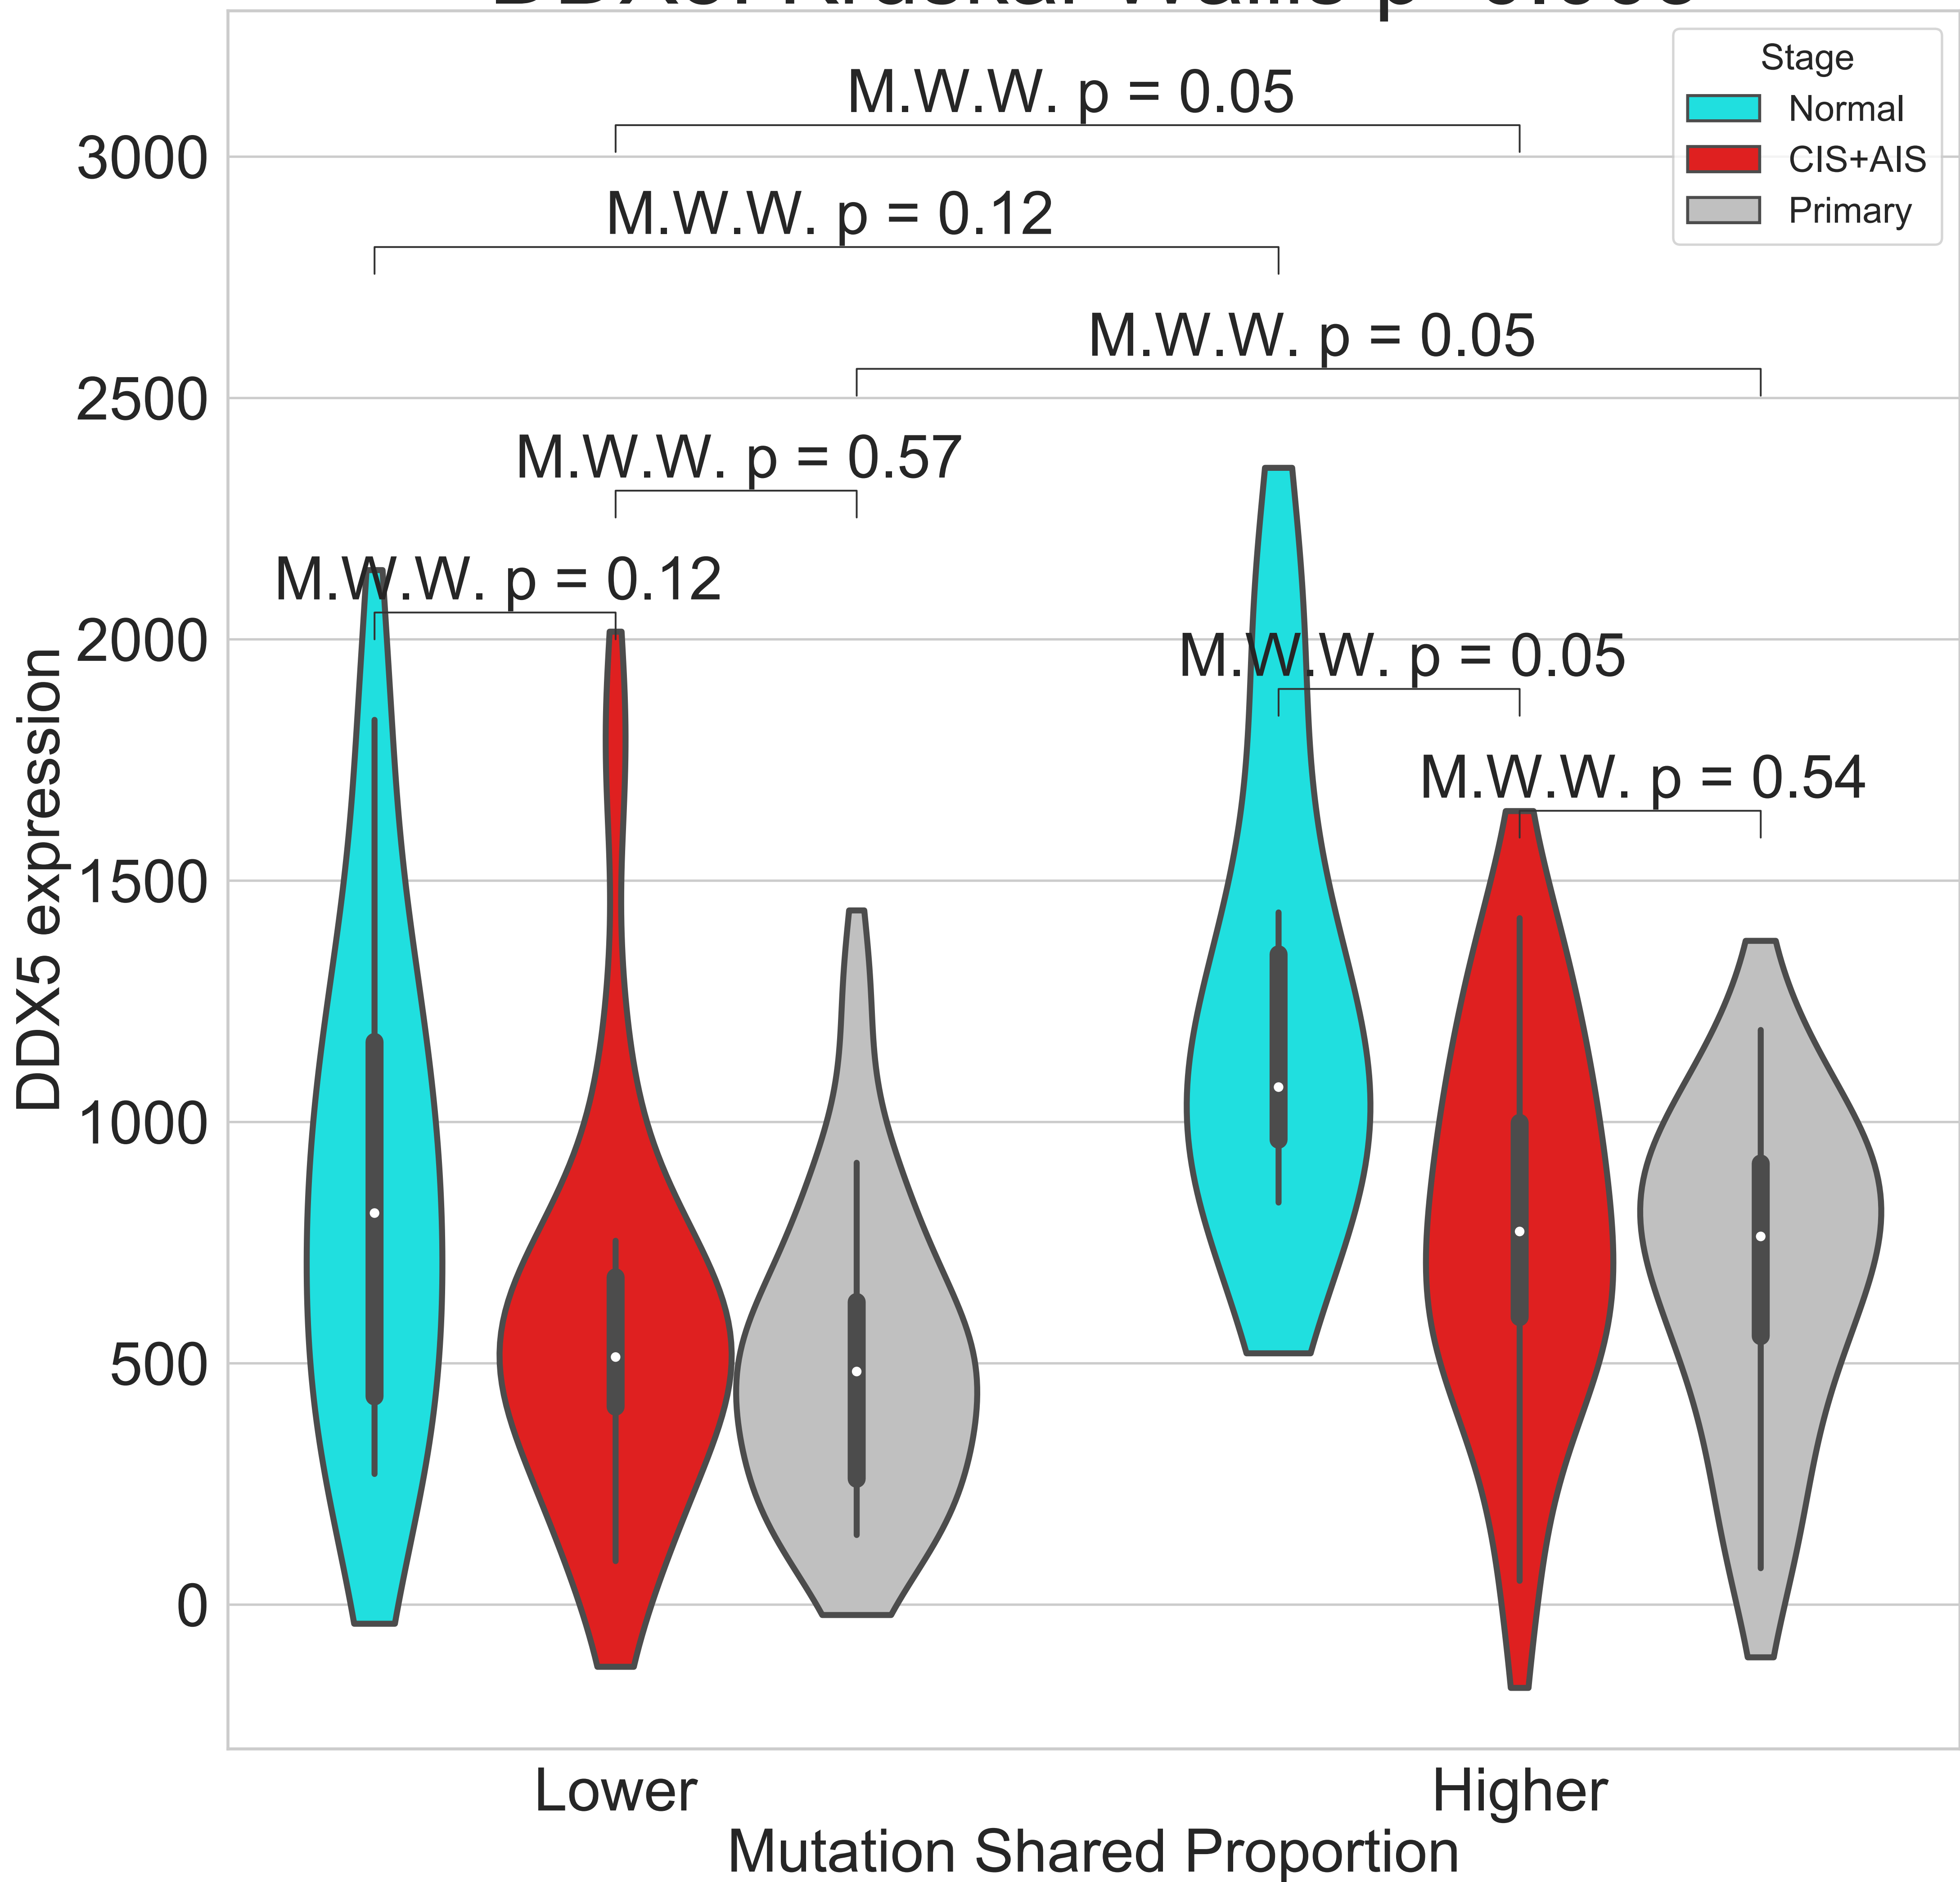 Stage
Normal
CIS+AIS
Primary
M.W.W. p = 0.05
M.W.W. p = 0.12
M.W.W. p = 0.05
M.W.W. p = 0.57
M.W.W. p = 0.12
M.W.W. p = 0.05
M.W.W. p = 0.54
3000
2500
2000
1500
1000
500
0
DDX5 expression
Lower
Higher
Mutation Shared Proportion